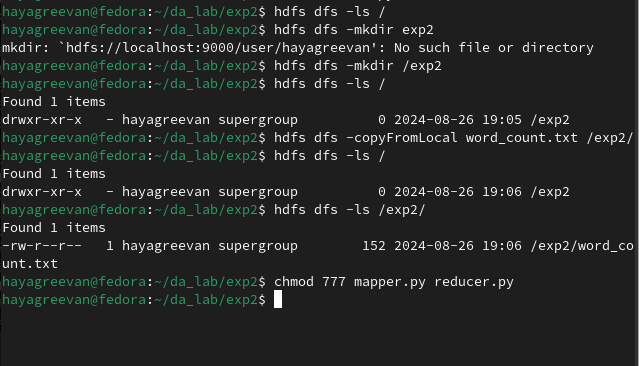 hayagreevan@fedora:~/da_lab/exp2$ hdfs dfs -ls /
hayagreevan@fedora:~/da_lab/exp2$ hdfs dfs -mkdir exp2
mkdir: `hdfs://localhost:9000/user/hayagreevan': No such file or directory
hayagreevan@fedora:~/da_lab/exp2$ hdfs dfs -mkdir /exp2
hayagreevan@fedora:~/da_lab/exp2$ hdfs dfs -ls /
Found 1 items
drwxr-xr-x   - hayagreevan supergroup          0 2024-08-26 19:05 /exp2
hayagreevan@fedora:~/da_lab/exp2$ hdfs dfs -copyFromLocal word_count.txt /exp2/
hayagreevan@fedora:~/da_lab/exp2$ hdfs dfs -ls /
Found 1 items
drwxr-xr-x   - hayagreevan supergroup          0 2024-08-26 19:06 /exp2
hayagreevan@fedora:~/da_lab/exp2$ hdfs dfs -ls /exp2/
Found 1 items
-rw-r--r--   1 hayagreevan supergroup        152 2024-08-26 19:06 /exp2/word_co
unt.txt
hayagreevan@fedora:~/da_lab/exp2$ chmod 777 mapper.py reducer.py
hayagreevan@fedora:~/da_lab/exp2$